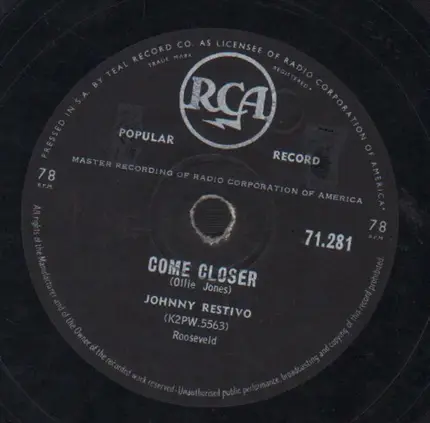 PRESSED IN S.A. BY TEAL RECORD CO. AS LICENSEE OF RADIO CORPORATION OF AMERICA"
TRADE MARK
REGISTERED
RCA
POPULAR RECORD
MASTER RECORDING OF RADIO CORPORATION OF AMERICA
78 78
R.P.M. R.P.M.
71.281
COME CLOSER
(Ollie Jones)
JOHNNY RESTIVO
(K2PW.5563)
Rooseveld
All rights of the Manufacturer and of the Owner of the recorded work reserved-Unauthorised public performance, broadcasting and copying of this record prohibited.